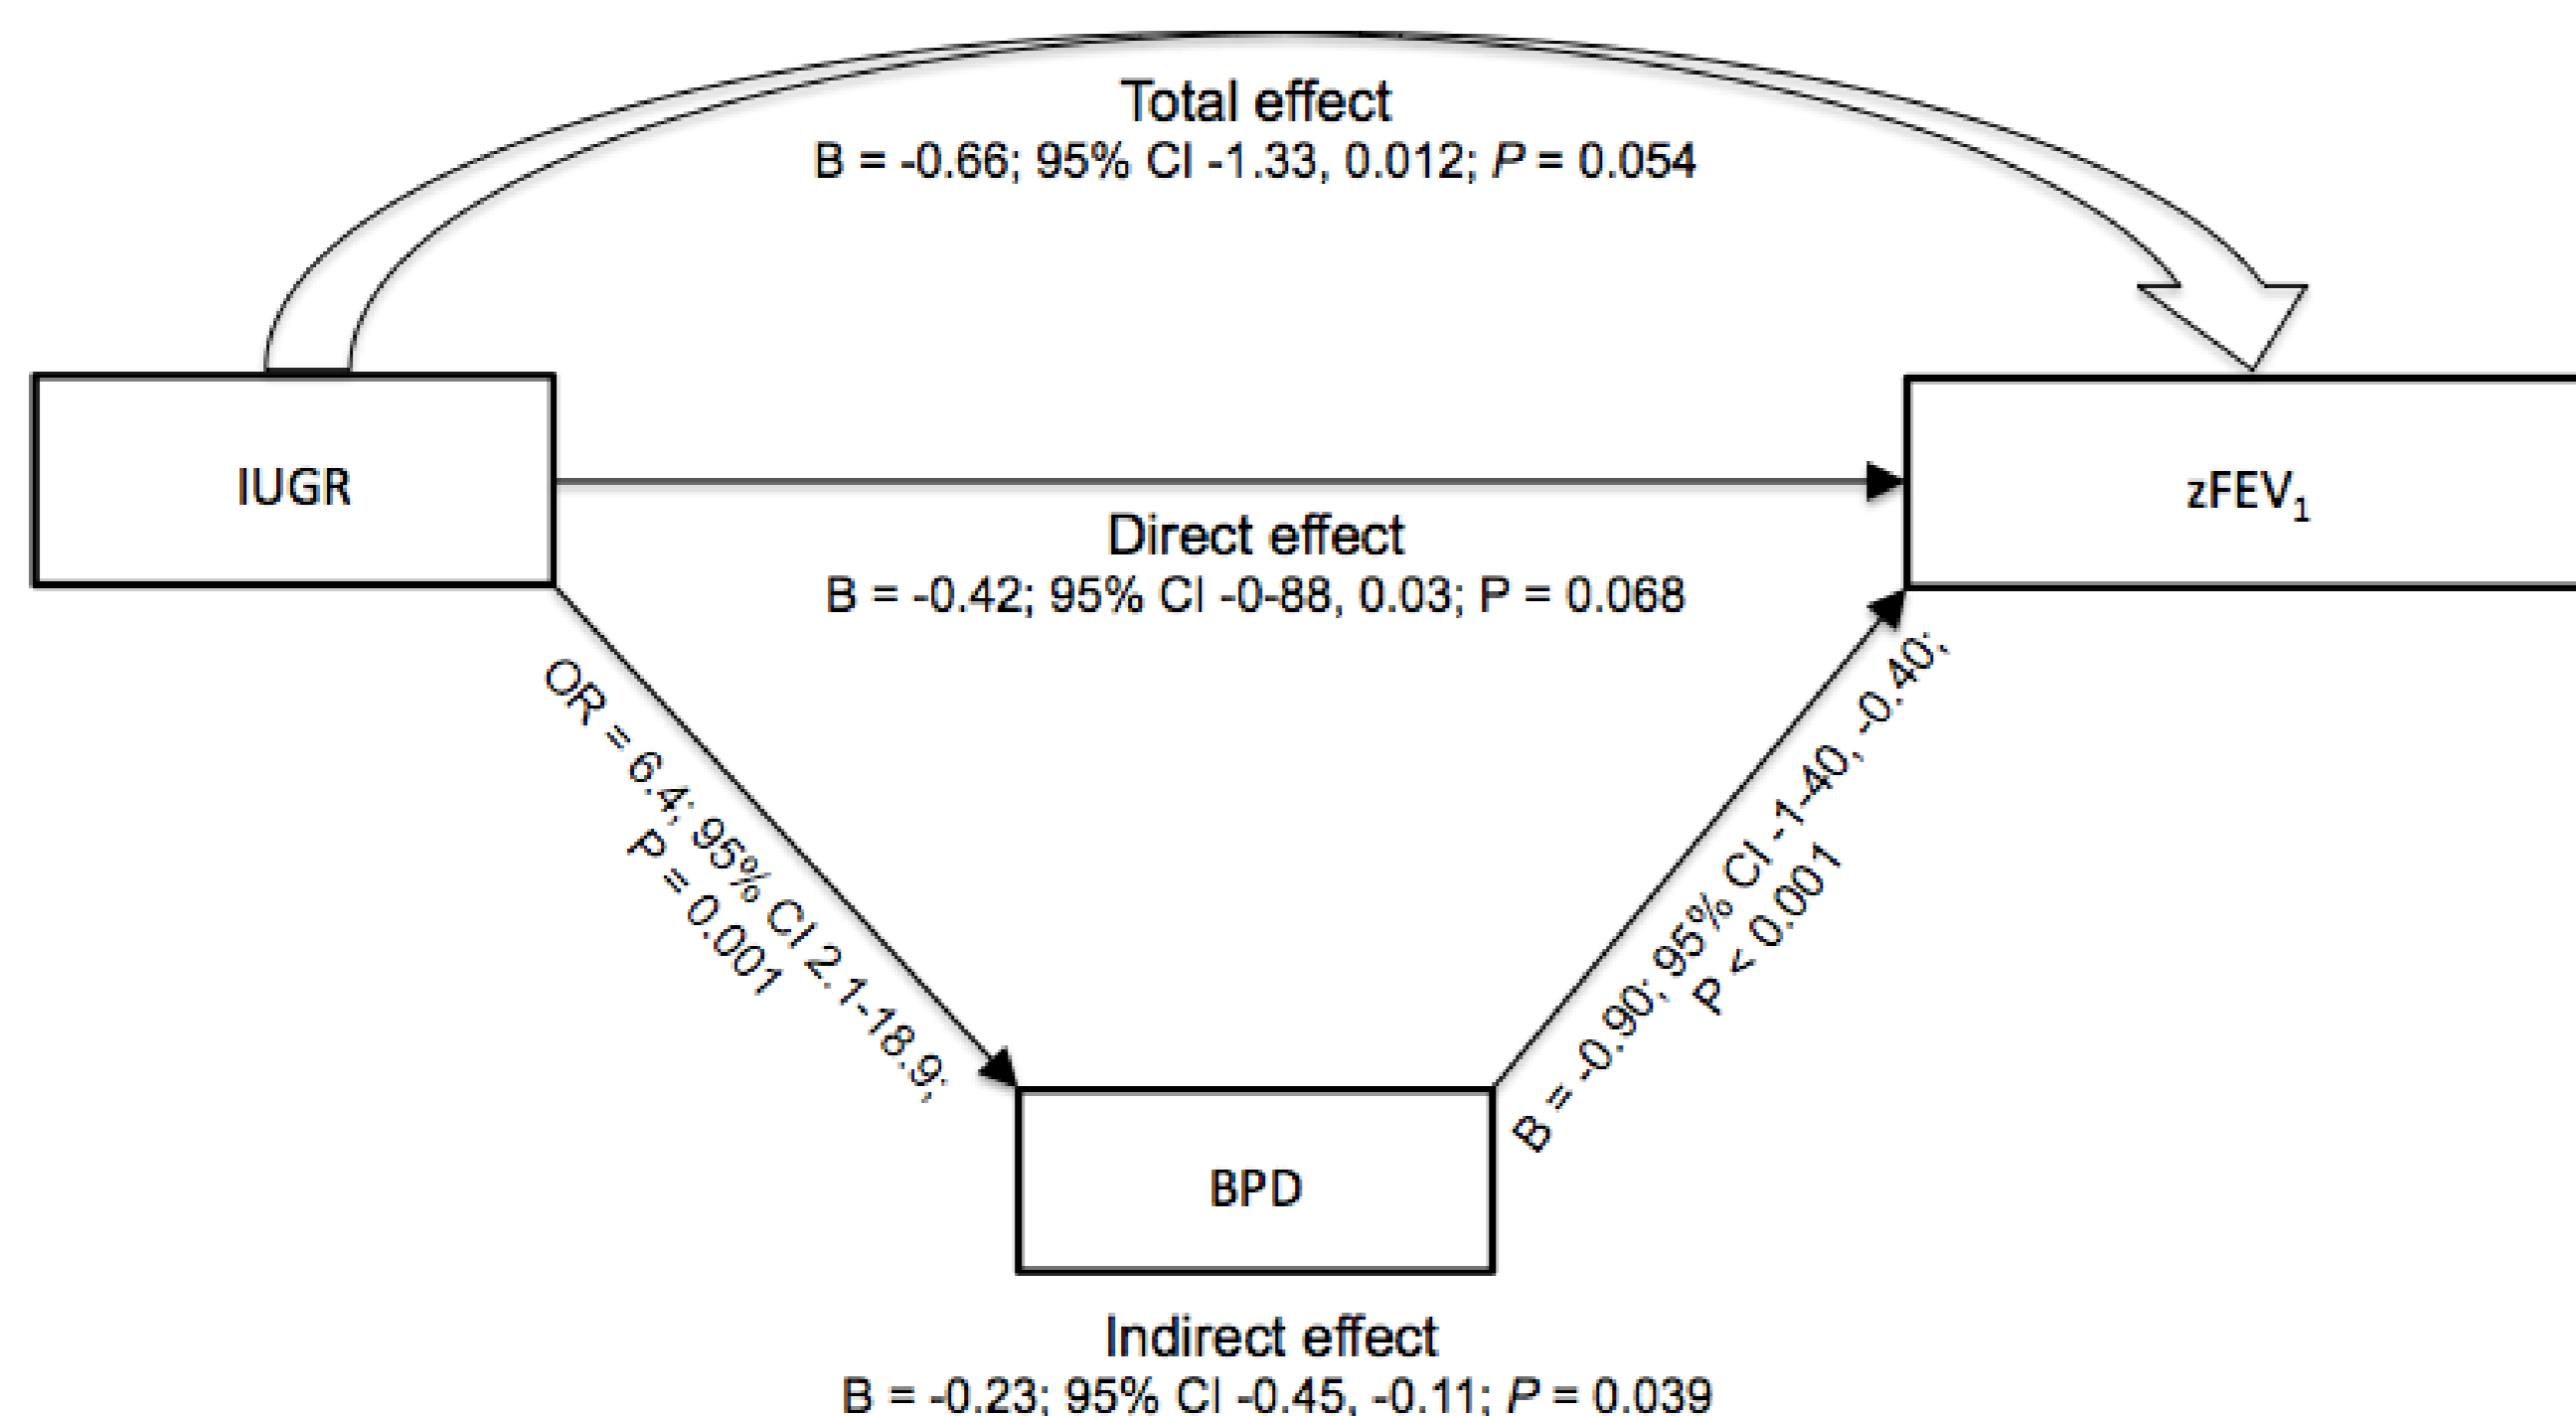 Total effect
B = -0.66; 95% CI -1.33, 0.012; P = 0.054
IUGR
zFEV₁
Direct effect
B = -0.42; 95% CI -0-88, 0.03; P = 0.068
OR = 6.4; 95% CI 2.1-18.9;
P = 0.001
B = -0.90; 95% CI -1-40, -0.40;
P < 0.001
BPD
Indirect effect
B = -0.23; 95% CI -0.45, -0.11; P = 0.039